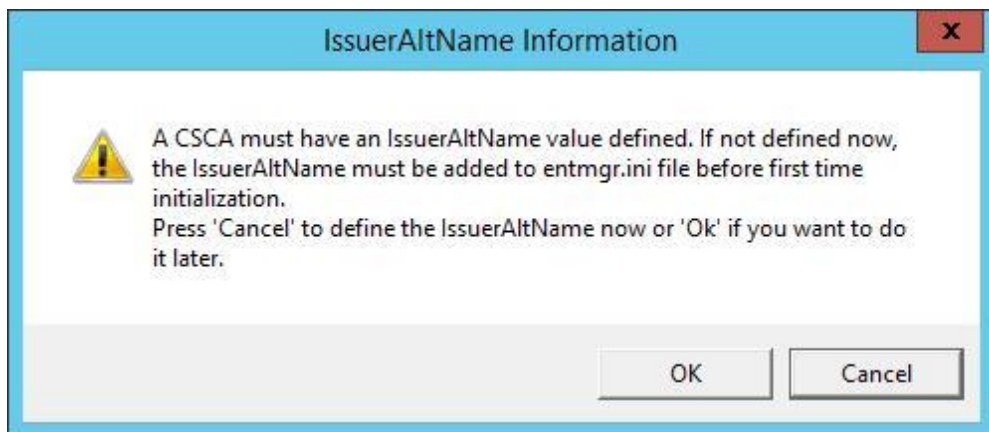 IssuerAltName Information
x
A CSCA must have an IssuerAltName value defined. If not defined now,
the IssuerAltName must be added to entmgr.ini file before first time
initialization.
Press 'Cancel' to define the IssuerAltName now or 'Ok' if you want to do
it later.
OK
Cancel